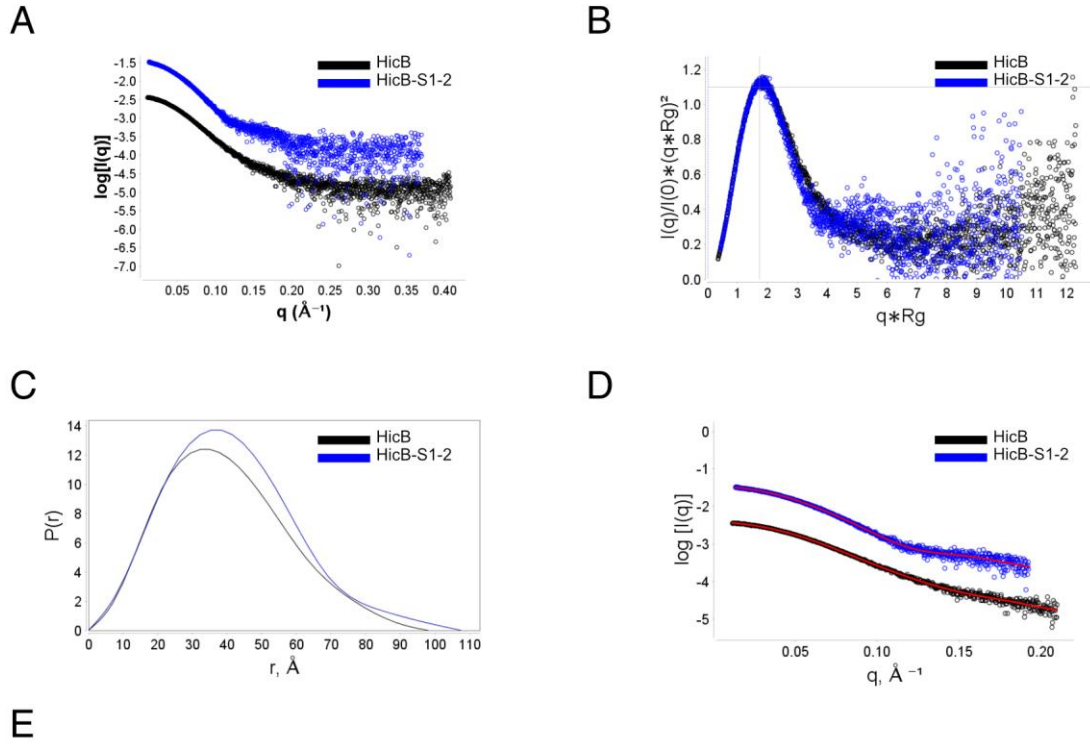 A
HicB
HicB-S1-2
-1.5
-2.0
-2.5
-3.0
-3.5
-4.0
-4.5
-5.0
-5.5
-6.0
-6.5
-7.0
log[I(q)]
0.05 0.10 0.15 0.20 0.25 0.30 0.35 0.40
q (Å⁻¹)
B
HicB
HicB-S1-2
1.2
1.0
0.8
0.6
0.4
0.2
0.0
I(q)/I(0)*(q*Rg)²
0 1 2 3 4 5 6 7 8 9 10 11 12
q*Rg
C
HicB
HicB-S1-2
14
12
10
8
6
4
2
0
P(r)
0 10 20 30 40 50 60 70 80 90 100 110
r, Å
D
HicB
HicB-S1-2
0
-1
-2
-3
-4
-5
log [I(q)]
0.05 0.10 0.15 0.20
q, Å ⁻¹
E